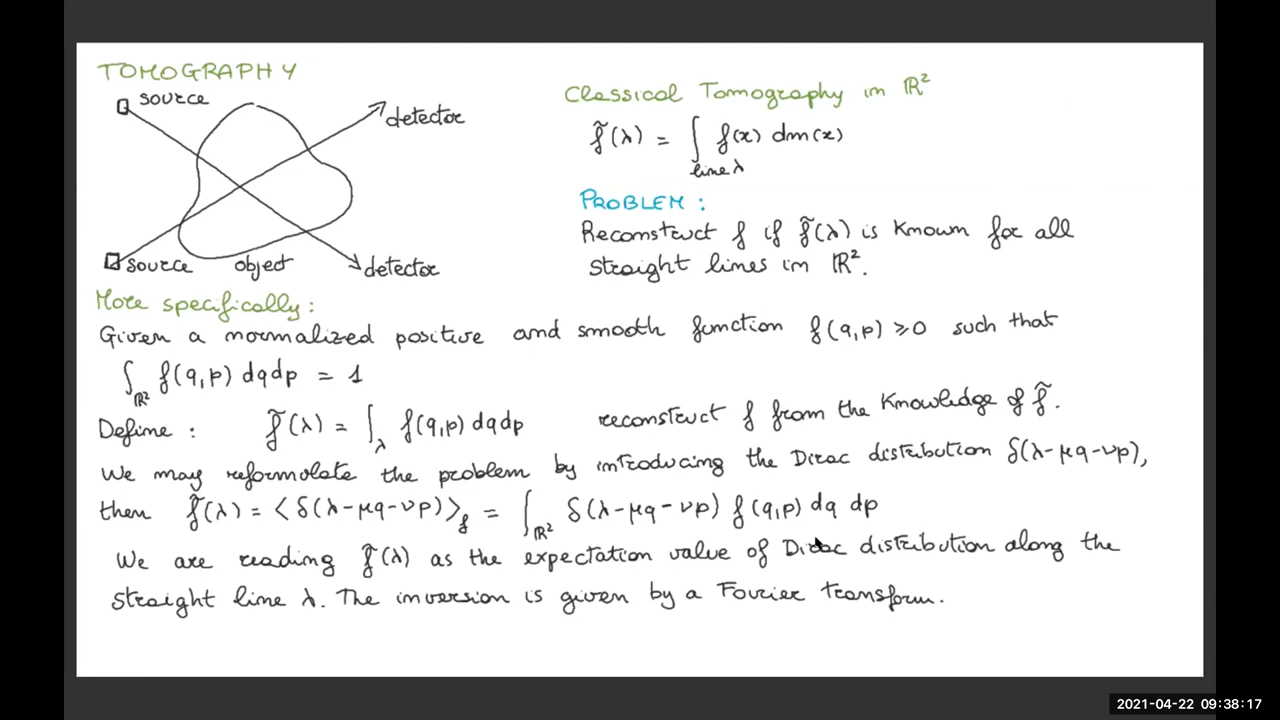 TOMOGRAPHY
source
detector
source
object
detector
Classical Tomography in ℝ²
f̃(λ) = ∫_{line λ} f(x) dm(x)
PROBLEM:
Reconstruct f if f̃(λ) is known for all
straight lines in ℝ².
More specifically:
Given a normalized positive and smooth function f(q,p) ⩾ 0 such that
∫_{ℝ²} f(q,p) dq dp = 1
Define: f̃(λ) = ∫_λ f(q,p) dq dp reconstruct f from the knowledge of f̃.
We may reformolate the problem by introducing the Dirac distribution δ(λ-μq-νp),
then f̃(λ) = <δ(λ-μq-νp)>_f = ∫_{ℝ²} δ(λ-μq-νp) f(q,p) dq dp
We are reading f̃(λ) as the expectation value of Dirac distribution along the
straight line λ. The inversion is given by a Fourier transform.
2021-04-22 09:38:17